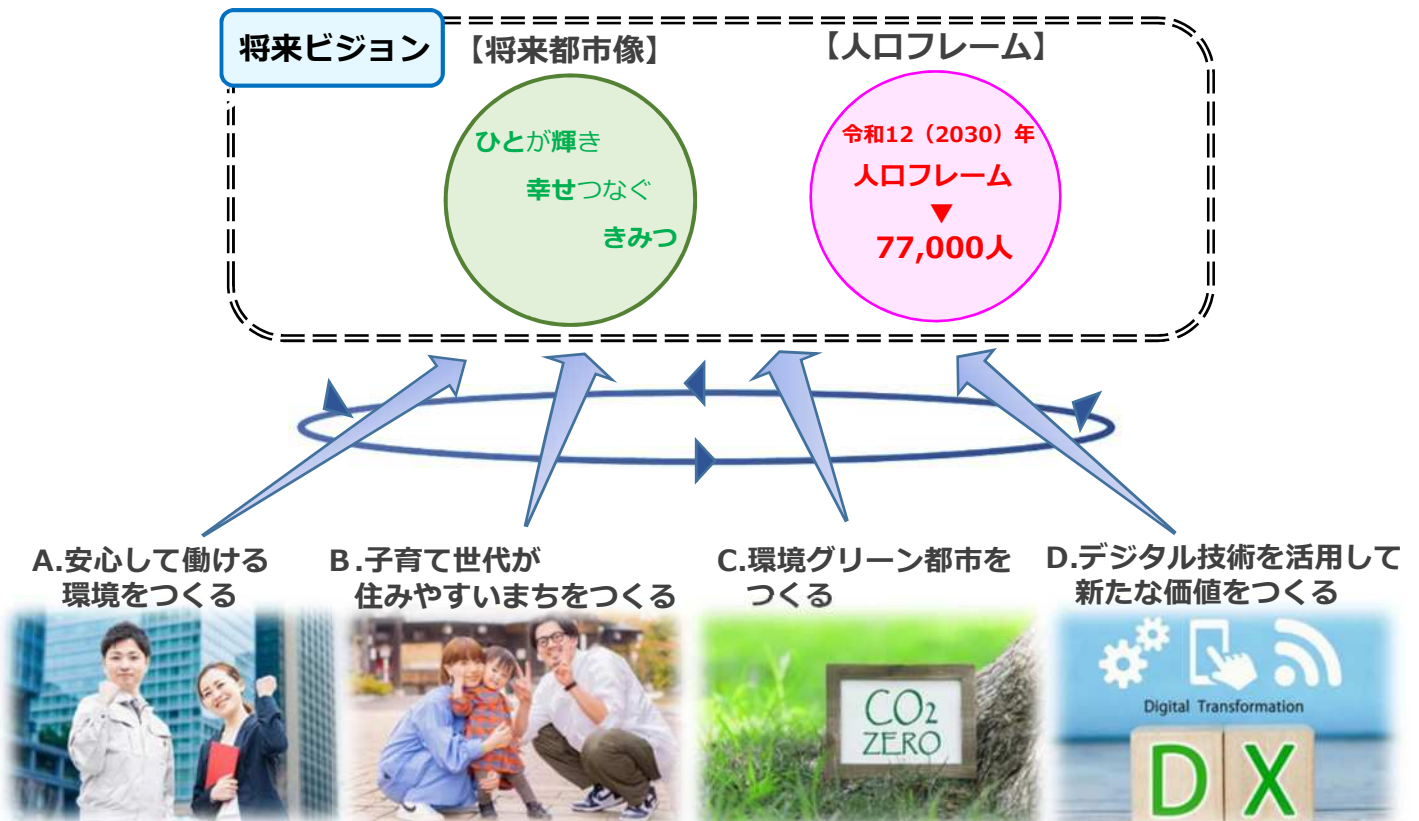 将来ビジョン
【将来都市像】
【人口フレーム】
ひとが輝き
幸せつなぐ
きみつ
令和12（2030）年
人口フレーム
▼
77,000人
A.安心して働ける
環境をつくる
B.子育て世代が
住みやすいまちをつくる
C.環境グリーン都市を
つくる
D.デジタル技術を活用して
新たな価値をつくる
CO2
ZERO
Digital Transformation
DX